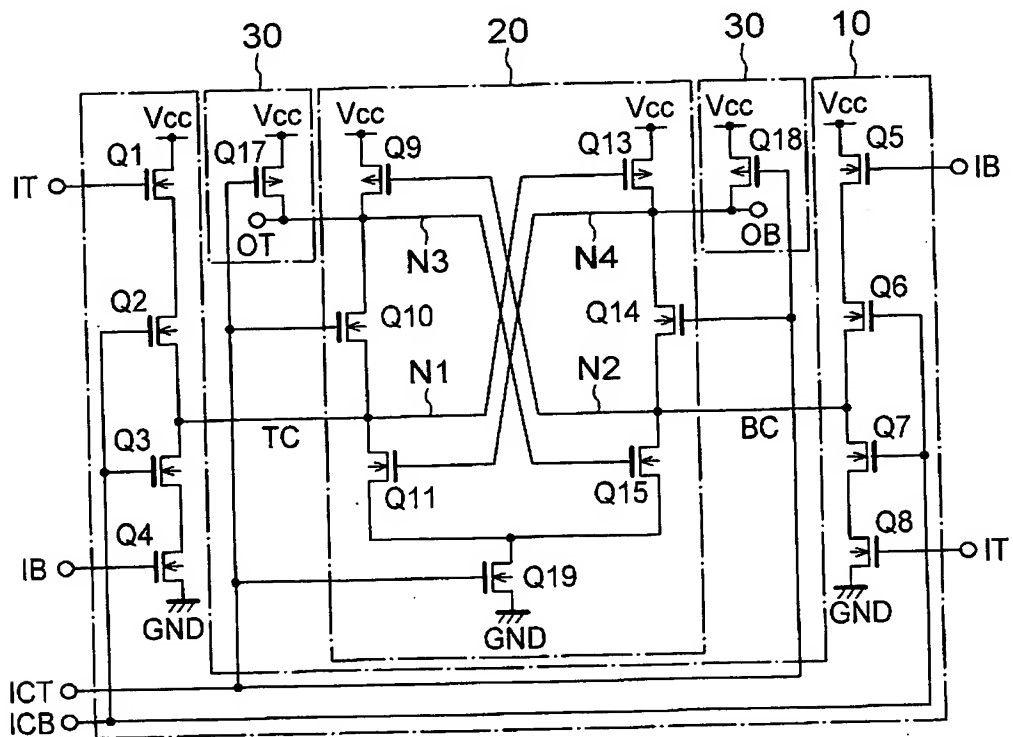 30
20
30
10
Vcc
Vcc
Vcc
Vcc
Vcc
Vcc
Q1
Q17
Q9
Q13
Q18
Q5
IT
IB
OT
N3
N4
OB
Q2
Q10
Q14
Q6
N1
N2
Q3
TC
BC
Q7
Q11
Q15
Q4
Q8
IB
Q19
IT
GND
GND
GND
ICT
ICB